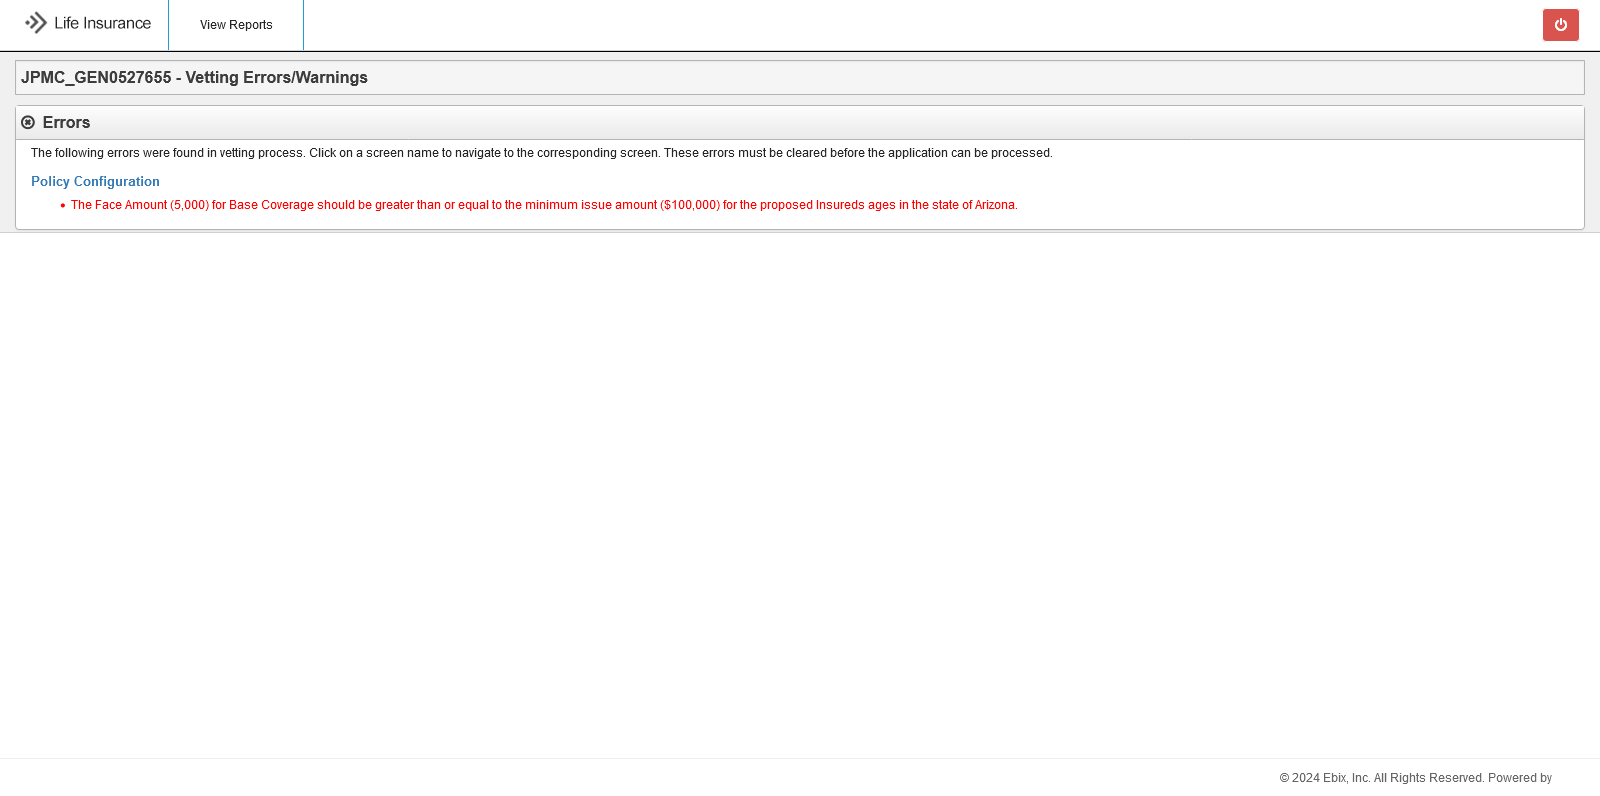 Life Insurance
View Reports
JPMC_GEN0527655 - Vetting Errors/Warnings
Errors
The following errors were found in vetting process. Click on a screen name to navigate to the corresponding screen. These errors must be cleared before the application can be processed.
Policy Configuration
• The Face Amount (5,000) for Base Coverage should be greater than or equal to the minimum issue amount ($100,000) for the proposed Insureds ages in the state of Arizona.
© 2024 Ebix, Inc. All Rights Reserved. Powered by